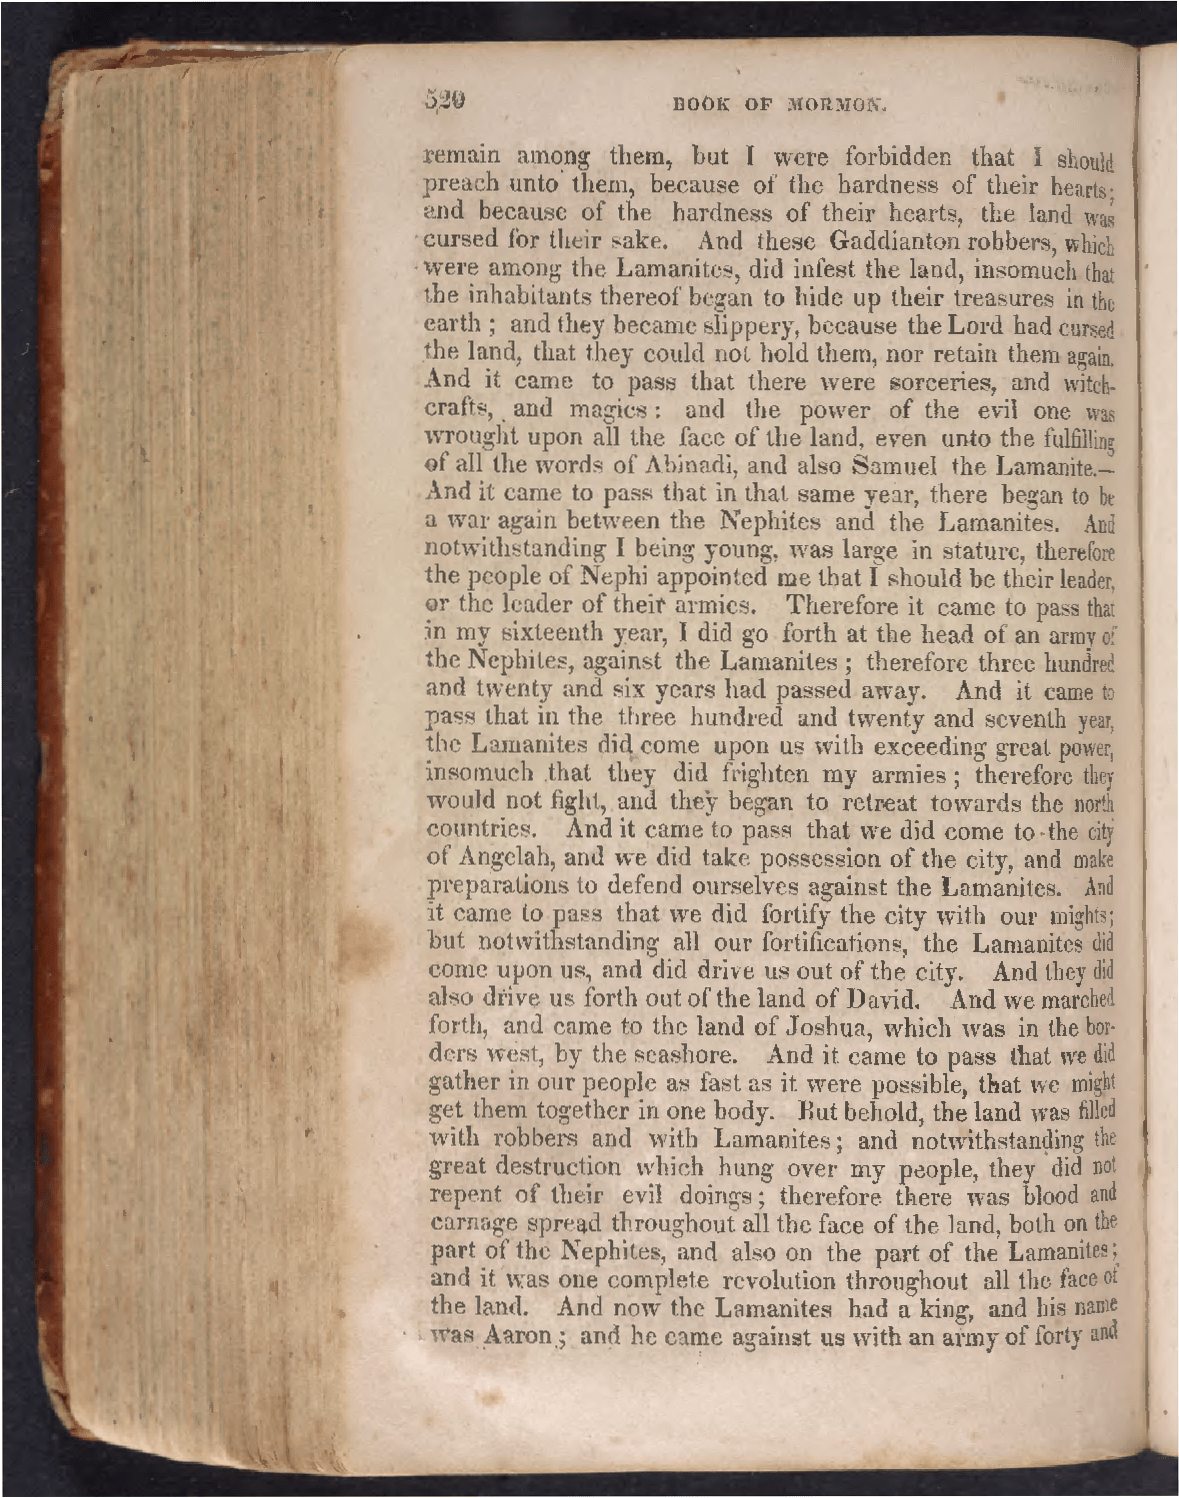 520
BOOK OF MORMON.
remain among them, but I were forbidden that I should
preach unto them, because of the hardness of their hearts;
and because of the hardness of their hearts, the land was
cursed for their sake. And these Gaddianton robbers, which
were among the Lamanites, did infest the land, insomuch that
the inhabitants thereof began to hide up their treasures in the
earth ; and they became slippery, because the Lord had cursed
the land, that they could not hold them, nor retain them again.
And it came to pass that there were sorceries, and witch-
crafts, and magics : and the power of the evil one was
wrought upon all the face of the land, even unto the fulfilling
of all the words of Abinadi, and also Samuel the Lamanite.—
And it came to pass that in that same year, there began to be
a war again between the Nephites and the Lamanites. And
notwithstanding I being young, was large in stature, therefore
the people of Nephi appointed me that I should be their leader,
or the leader of their armies. Therefore it came to pass that
in my sixteenth year, I did go forth at the head of an army of
the Nephites, against the Lamanites ; therefore three hundred
and twenty and six years had passed away. And it came to
pass that in the three hundred and twenty and seventh year,
the Lamanites did come upon us with exceeding great power,
insomuch that they did frighten my armies ; therefore they
would not fight, and they began to retreat towards the north
countries. And it came to pass that we did come to the city
of Angelah, and we did take possession of the city, and make
preparations to defend ourselves against the Lamanites. And
it came to pass that we did fortify the city with our mights;
but notwithstanding all our fortifications, the Lamanites did
come upon us, and did drive us out of the city. And they did
also drive us forth out of the land of David. And we marched
forth, and came to the land of Joshua, which was in the bor-
ders west, by the seashore. And it came to pass that we did
gather in our people as fast as it were possible, that we might
get them together in one body. But behold, the land was filled
with robbers and with Lamanites; and notwithstanding the
great destruction which hung over my people, they did not
repent of their evil doings; therefore there was blood and
carnage spread throughout all the face of the land, both on the
part of the Nephites, and also on the part of the Lamanites;
and it was one complete revolution throughout all the face of
the land. And now the Lamanites had a king, and his name
was Aaron ; and he came against us with an army of forty and